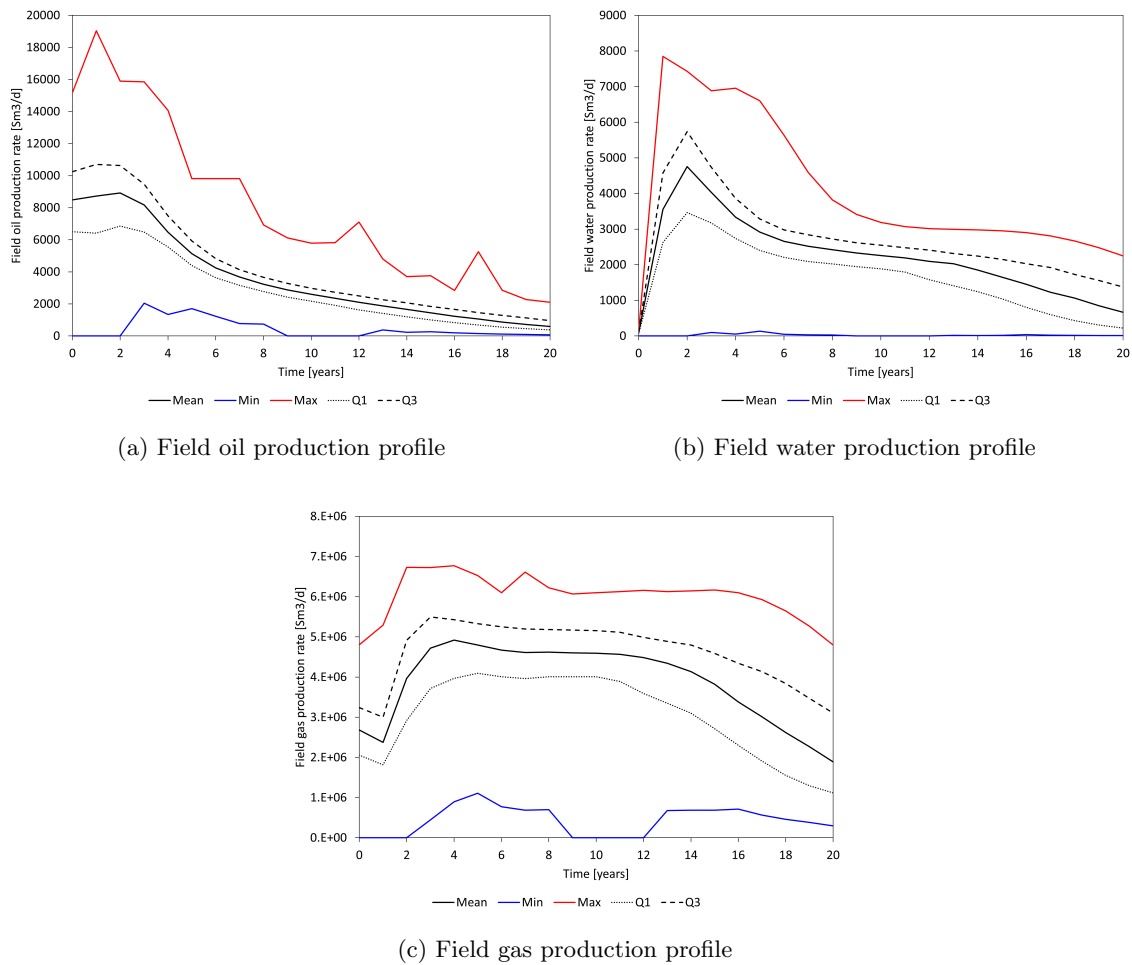 20000
18000
16000
14000
12000
10000
8000
6000
4000
2000
0
Field oil production rate [Sm3/d]
0 2 4 6 8 10 12 14 16 18 20
Time [years]
Mean Min Max Q1 Q3
(a) Field oil production profile
9000
8000
7000
6000
5000
4000
3000
2000
1000
0
Field water production rate [Sm3/d]
0 2 4 6 8 10 12 14 16 18 20
Time [years]
Mean Min Max Q1 Q3
(b) Field water production profile
8.E+06
7.E+06
6.E+06
5.E+06
4.E+06
3.E+06
2.E+06
1.E+06
0.E+00
Field gas production rate [Sm3/d]
0 2 4 6 8 10 12 14 16 18 20
Time [years]
Mean Min Max Q1 Q3
(c) Field gas production profile